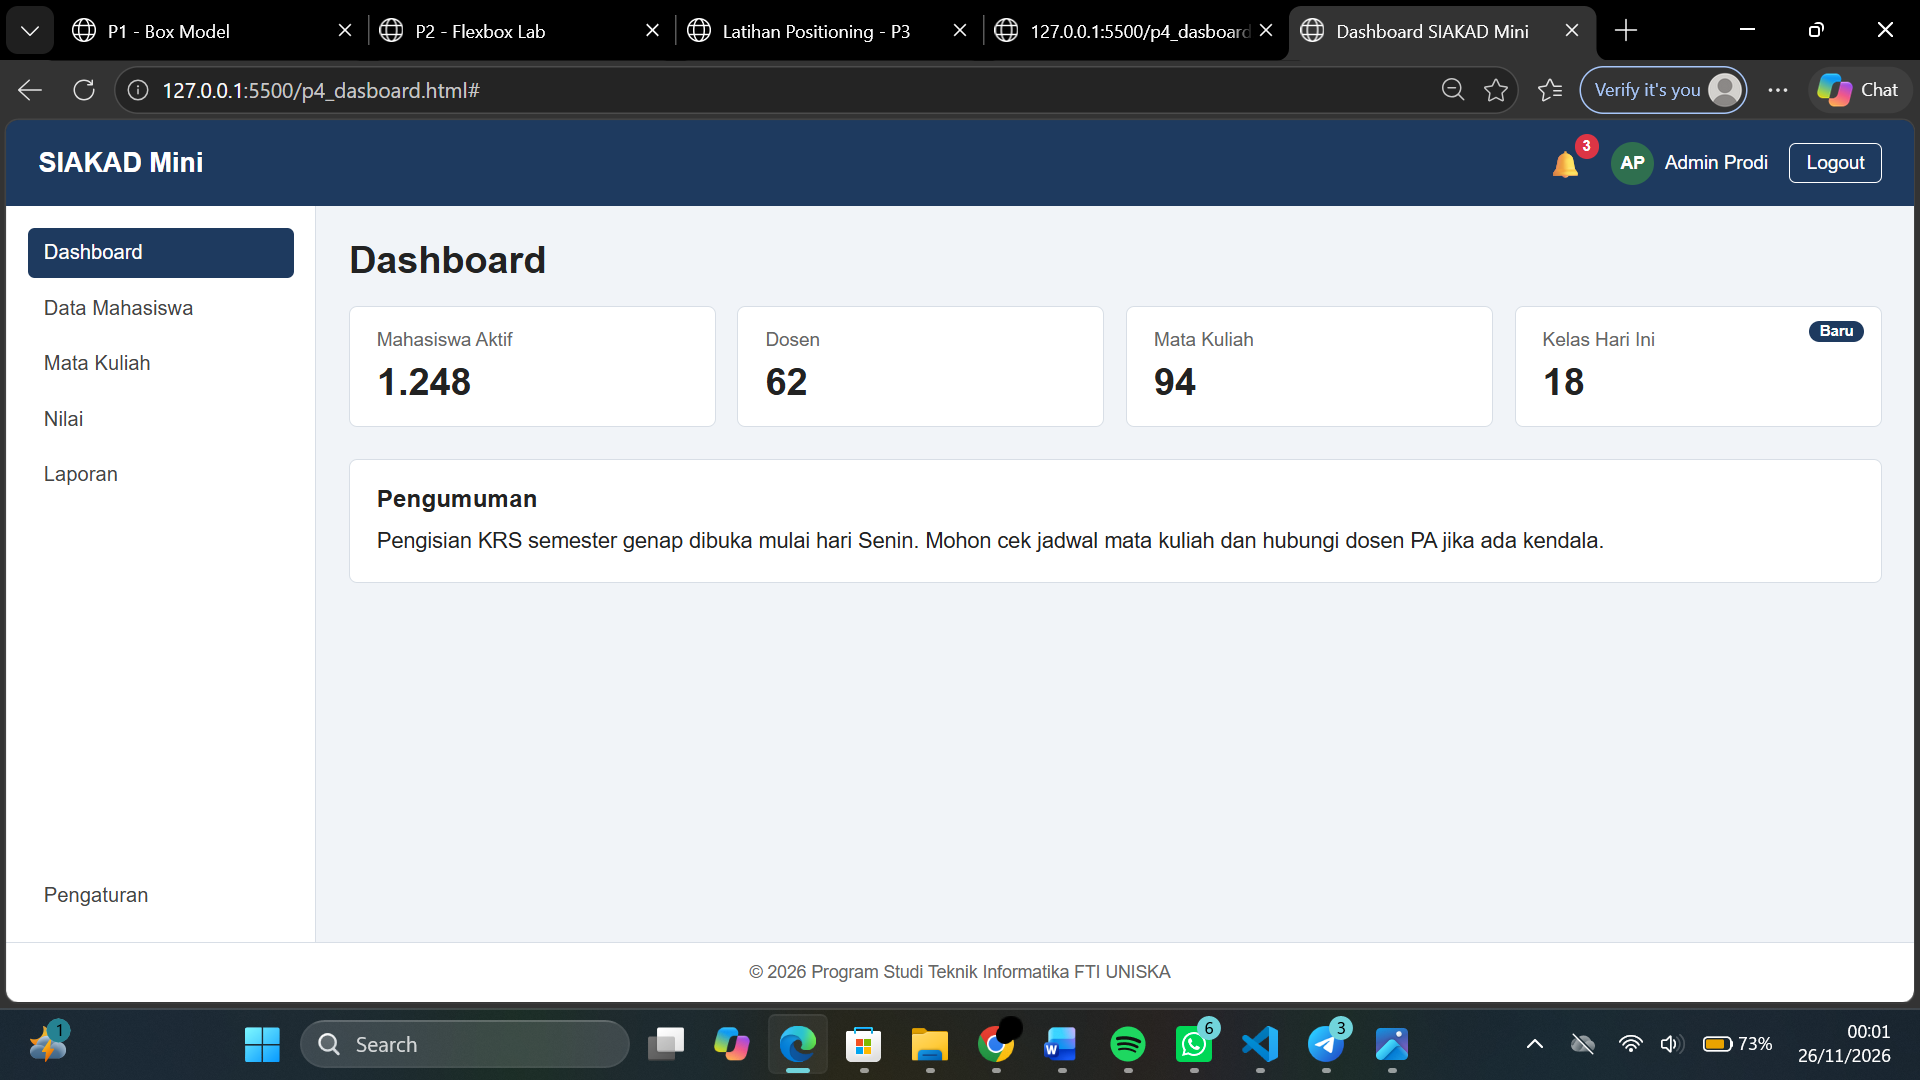 P1 - Box Model
P2 - Flexbox Lab
Latihan Positioning - P3
127.0.0.1:5500/p4_dasboard
Dashboard SIAKAD Mini
127.0.0.1:5500/p4_dasboard.html#
Verify it's you
Chat
SIAKAD Mini
3
AP
Admin Prodi
Logout
Dashboard
Data Mahasiswa
Mata Kuliah
Nilai
Laporan
Pengaturan
Dashboard
Mahasiswa Aktif
1.248
Dosen
62
Mata Kuliah
94
Kelas Hari Ini
Baru
18
Pengumuman
Pengisian KRS semester genap dibuka mulai hari Senin. Mohon cek jadwal mata kuliah dan hubungi dosen PA jika ada kendala.
© 2026 Program Studi Teknik Informatika FTI UNISKA
1
Search
W
6
3
73%
00:01
26/11/2026